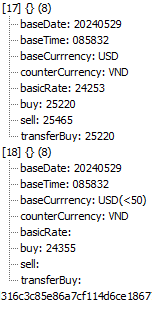 [17] {} (8)
baseDate: 20240529
baseTime: 085832
baseCurrrency: USD
counterCurrency: VND
basicRate: 24253
buy: 25220
sell: 25465
transferBuy: 25220
[18] {} (8)
baseDate: 20240529
baseTime: 085832
baseCurrrency: USD(<50)
counterCurrency: VND
basicRate:
buy: 24355
sell:
transferBuy:
316c3c85e86a7cf114d6ce1867